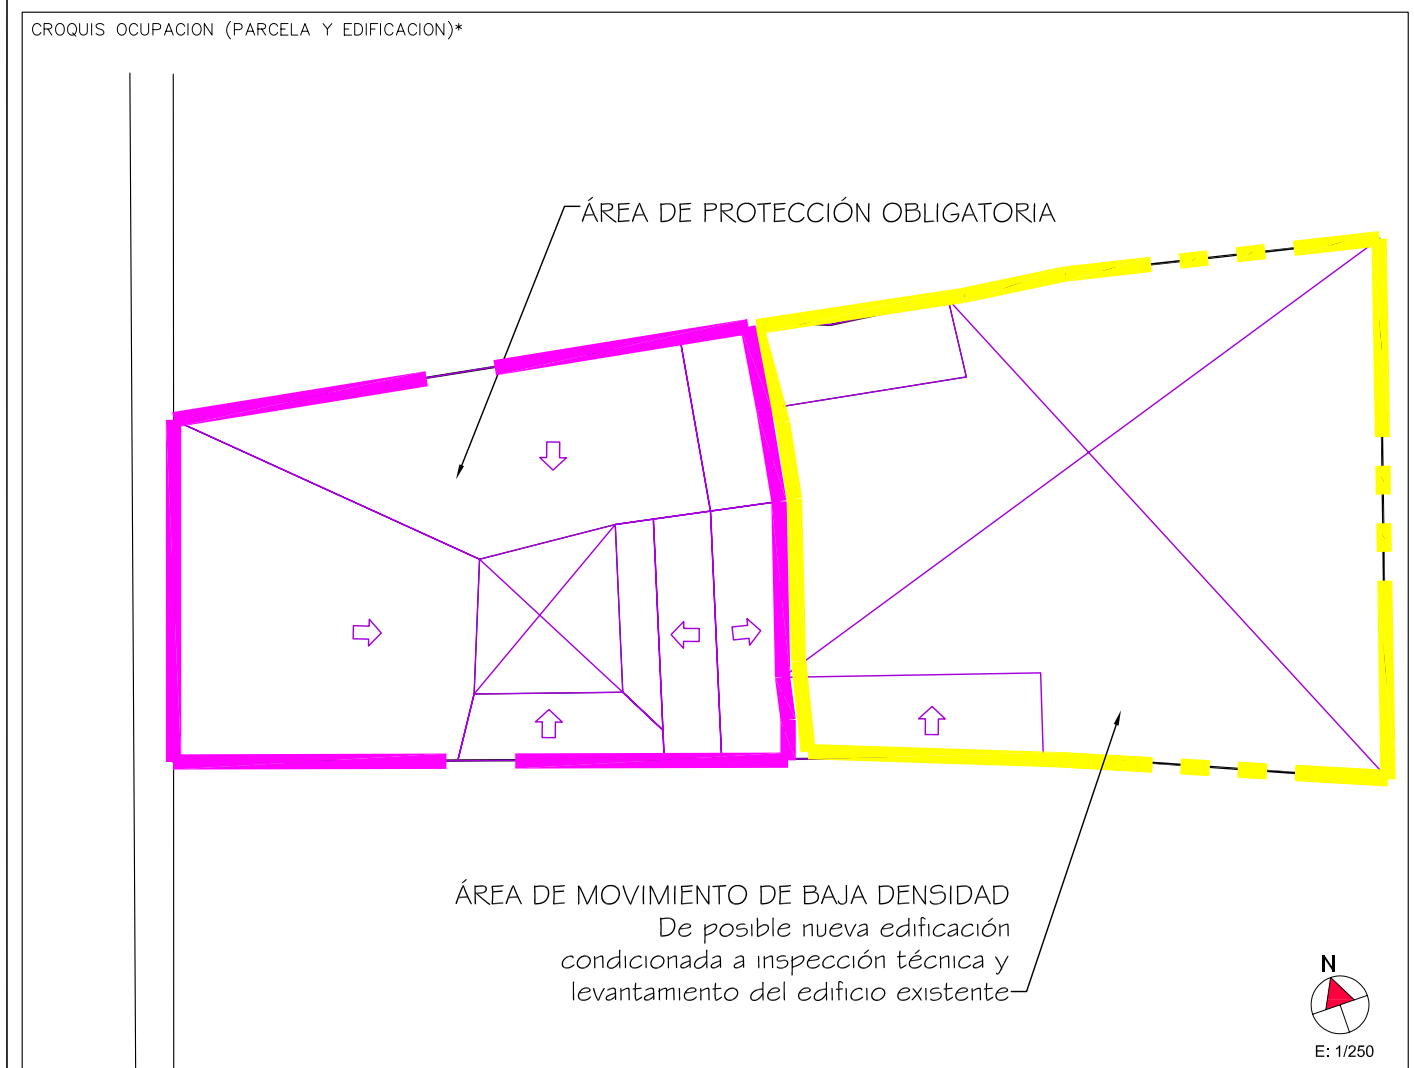 CROQUIS OCUPACION (PARCELA Y EDIFICACION)*
ÁREA DE PROTECCIÓN OBLIGATORIA
ÁREA DE MOVIMIENTO DE BAJA DENSIDAD
De posible nueva edificación
condicionada a inspección técnica y
levantamiento del edificio existente
N
E: 1/250